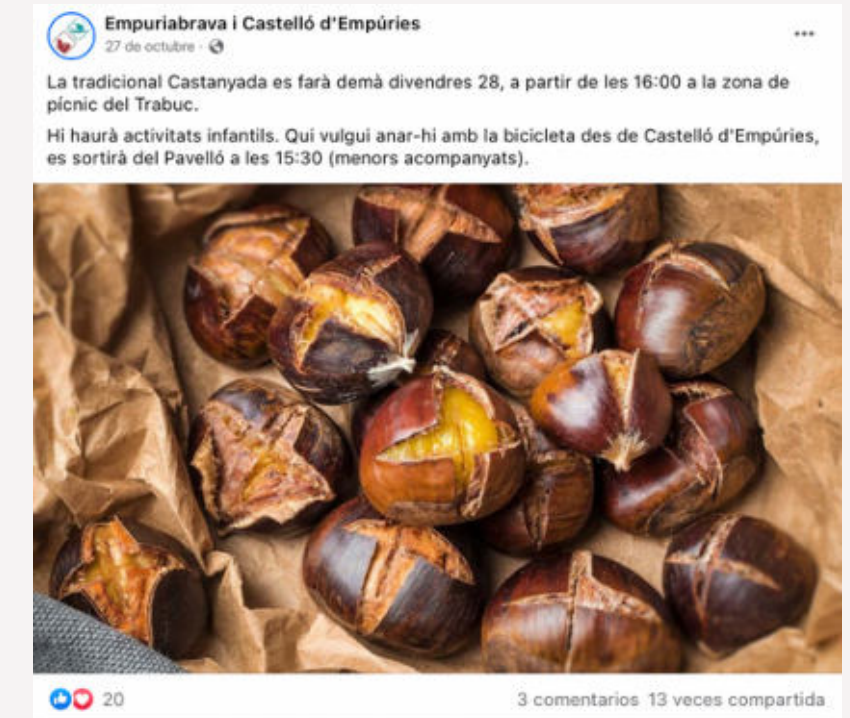 Empuriabrava i Castelló d'Empúries
27 de octubre ·
La tradicional Castanyada es farà demà divendres 28, a partir de les 16:00 a la zona de
pícnic del Trabuc.
Hi haurà activitats infantils. Qui vulgui anar-hi amb la bicicleta des de Castelló d'Empúries,
es sortirà del Pavelló a les 15:30 (menors acompanyats).
20
3 comentarios 13 veces compartida